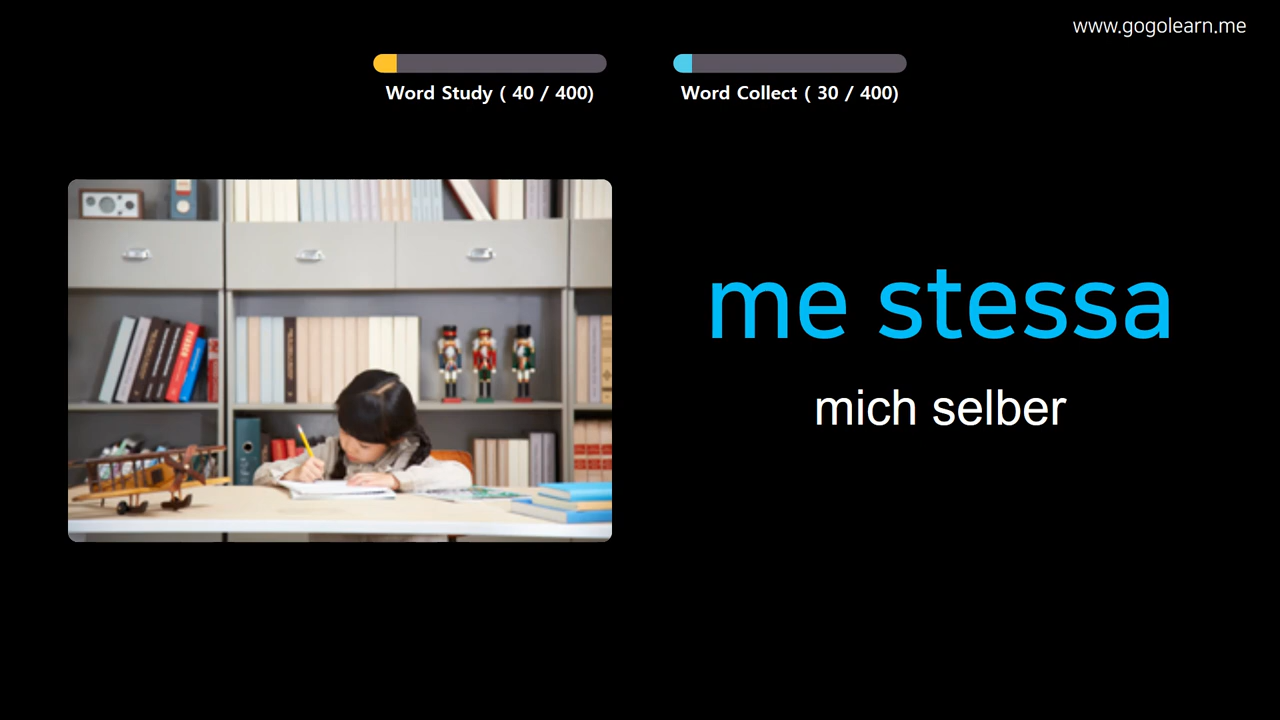 www.gogolearn.me
Word Study ( 40 / 400)
Word Collect ( 30 / 400)
me stessa
mich selber